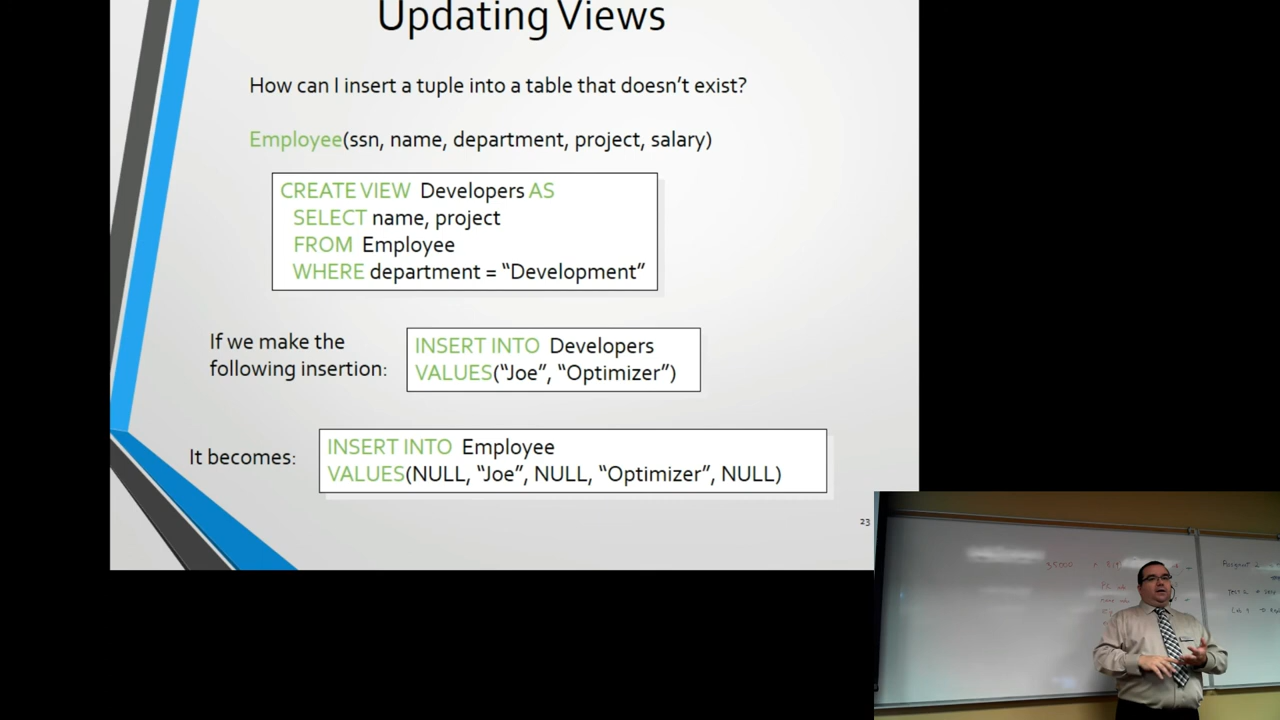 Updating Views
How can I insert a tuple into a table that doesn’t exist?
Employee(ssn, name, department, project, salary)
CREATE VIEW Developers AS
SELECT name, project
FROM Employee
WHERE department = “Development”
If we make the
following insertion:
INSERT INTO Developers
VALUES(“Joe”, “Optimizer”)
It becomes:
INSERT INTO Employee
VALUES(NULL, “Joe”, NULL, “Optimizer”, NULL)
23